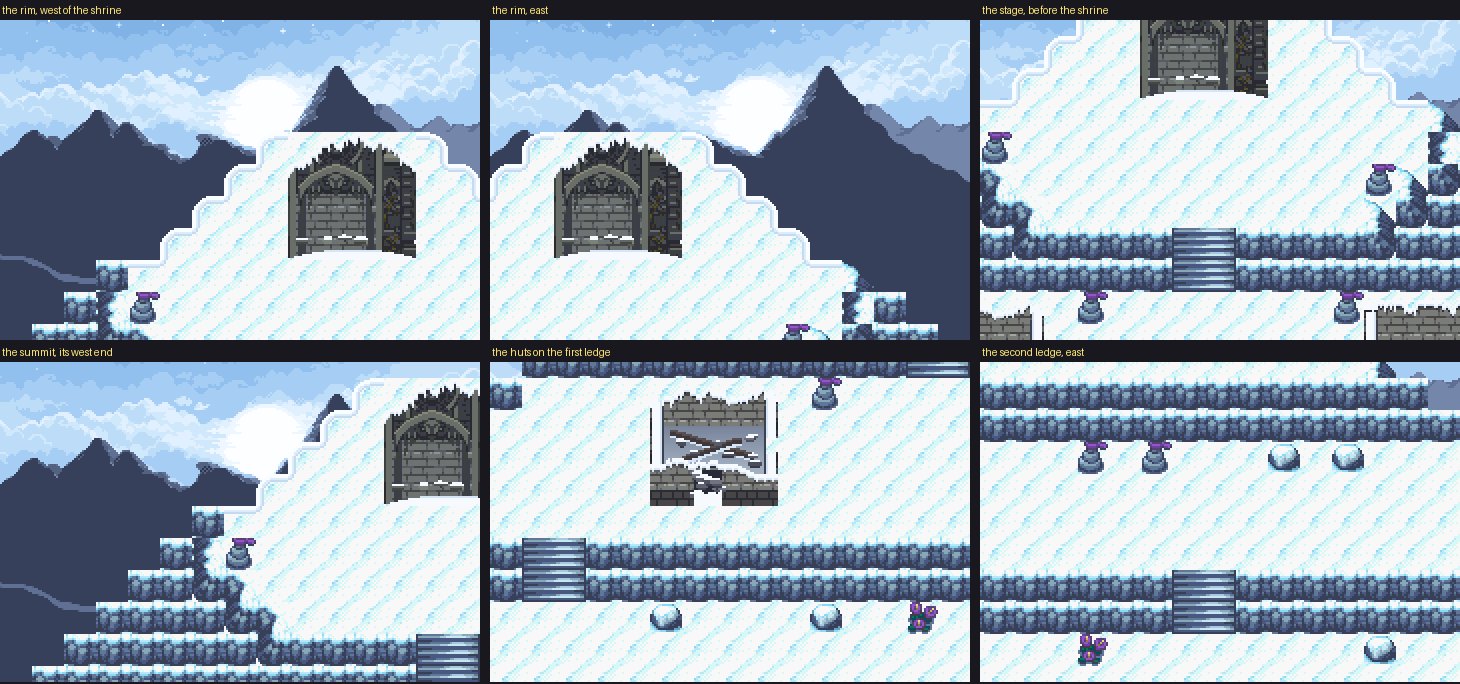 the rim, west of the shrine
the rim, east
the stage, before the shrine
the summit, its west end
the huts on the first ledge
the second ledge, east